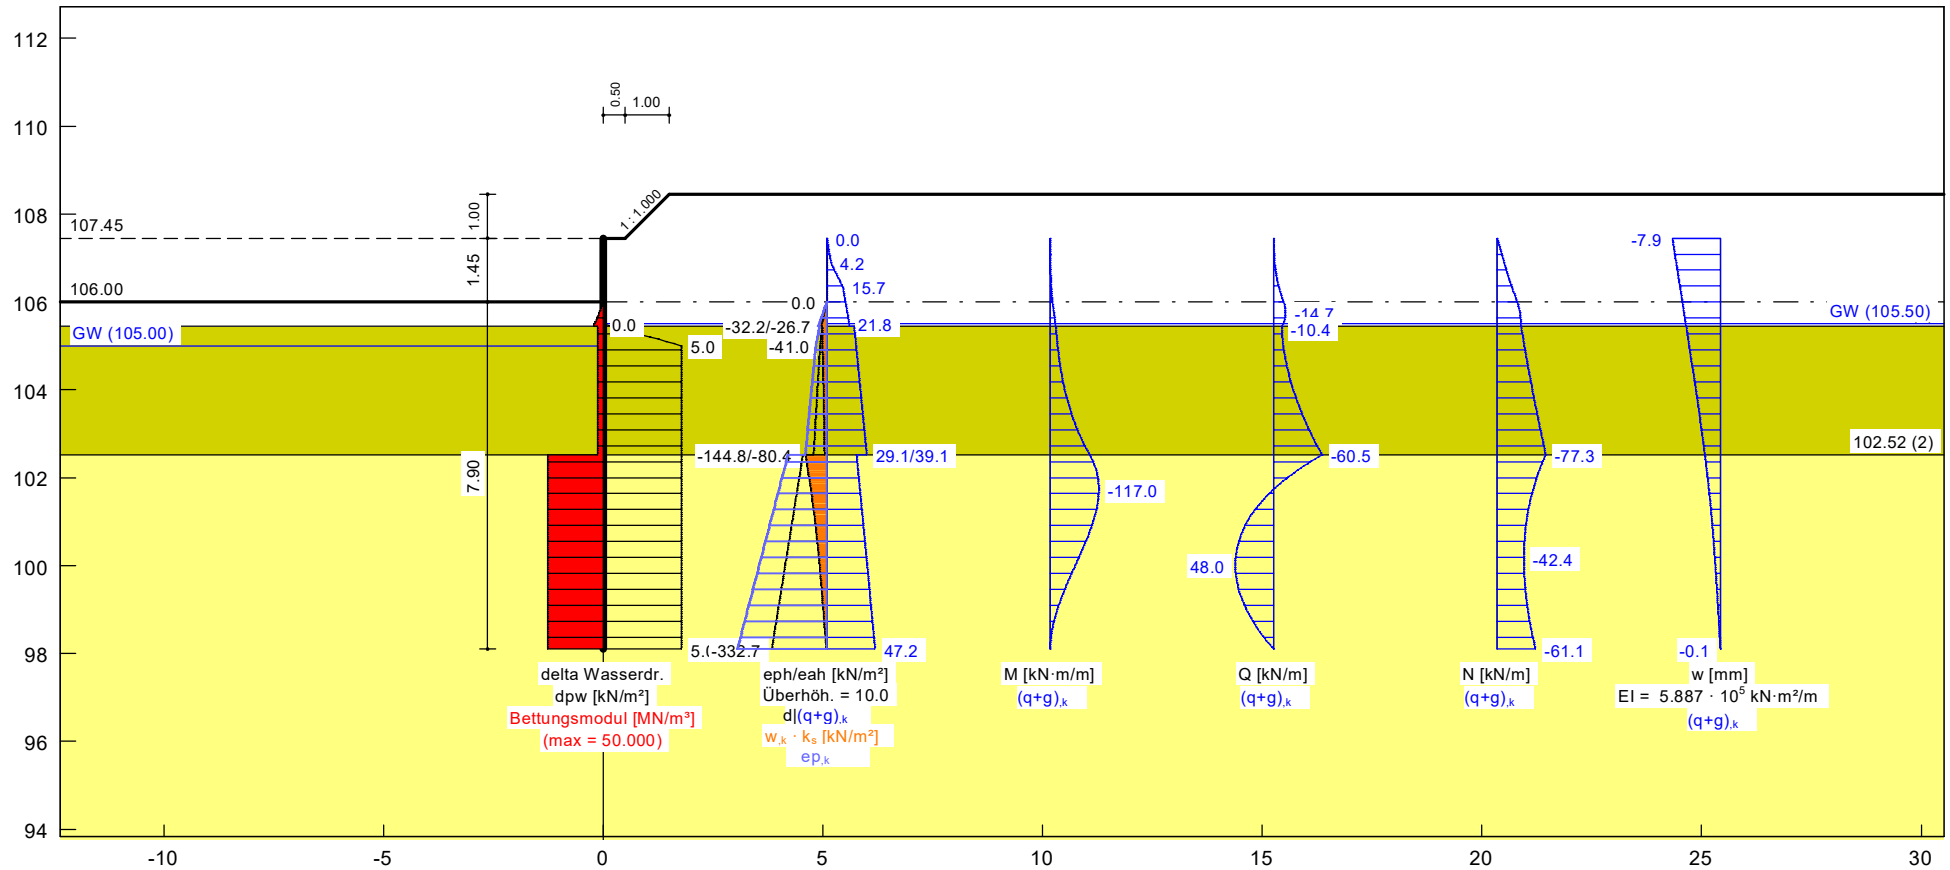 112
110
108
106
104
102
100
98
96
94
-10
-5
0
5
10
15
20
25
30
0.50
1.00
1 : 1.000
1.00
1.45
7.90
107.45
106.00
GW (105.00)
GW (105.50)
102.52 (2)
0.0
5.0
delta Wasserdr.
dpw [kN/m²]
Bettungsmodul [MN/m³]
(max = 50.000)
0.0
4.2
15.7
0.0
-32.2/-26.7
21.8
-41.0
-144.8/-80.4
29.1/39.1
-332.7
47.2
eph/eah [kN/m²]
Überhöh. = 10.0
d|(q+g),k
w,k · ks [kN/m²]
ep,k
-117.0
M [kN·m/m]
(q+g),k
-14.7
-10.4
-60.5
48.0
Q [kN/m]
(q+g),k
-77.3
-42.4
-61.1
N [kN/m]
(q+g),k
-7.9
-0.1
w [mm]
EI = 5.887 · 10⁵ kN·m²/m
(q+g),k